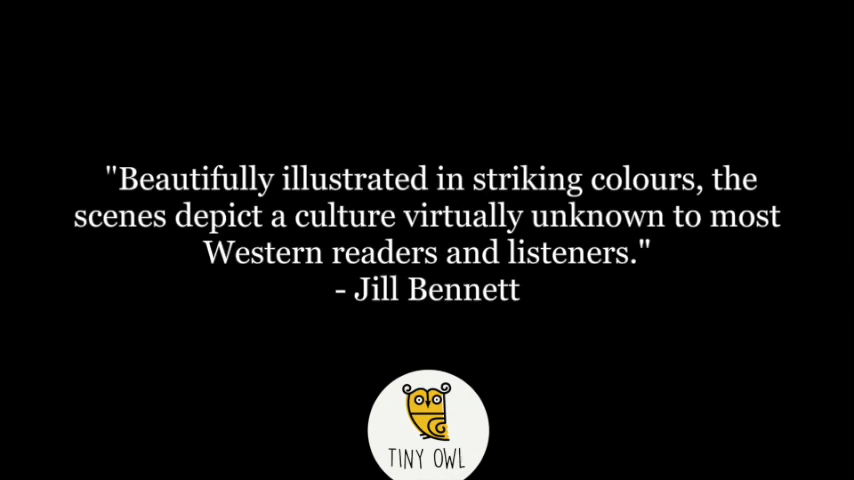 "Beautifully illustrated in striking colours, the
scenes depict a culture virtually unknown to most
Western readers and listeners."
- Jill Bennett
TINY OWL